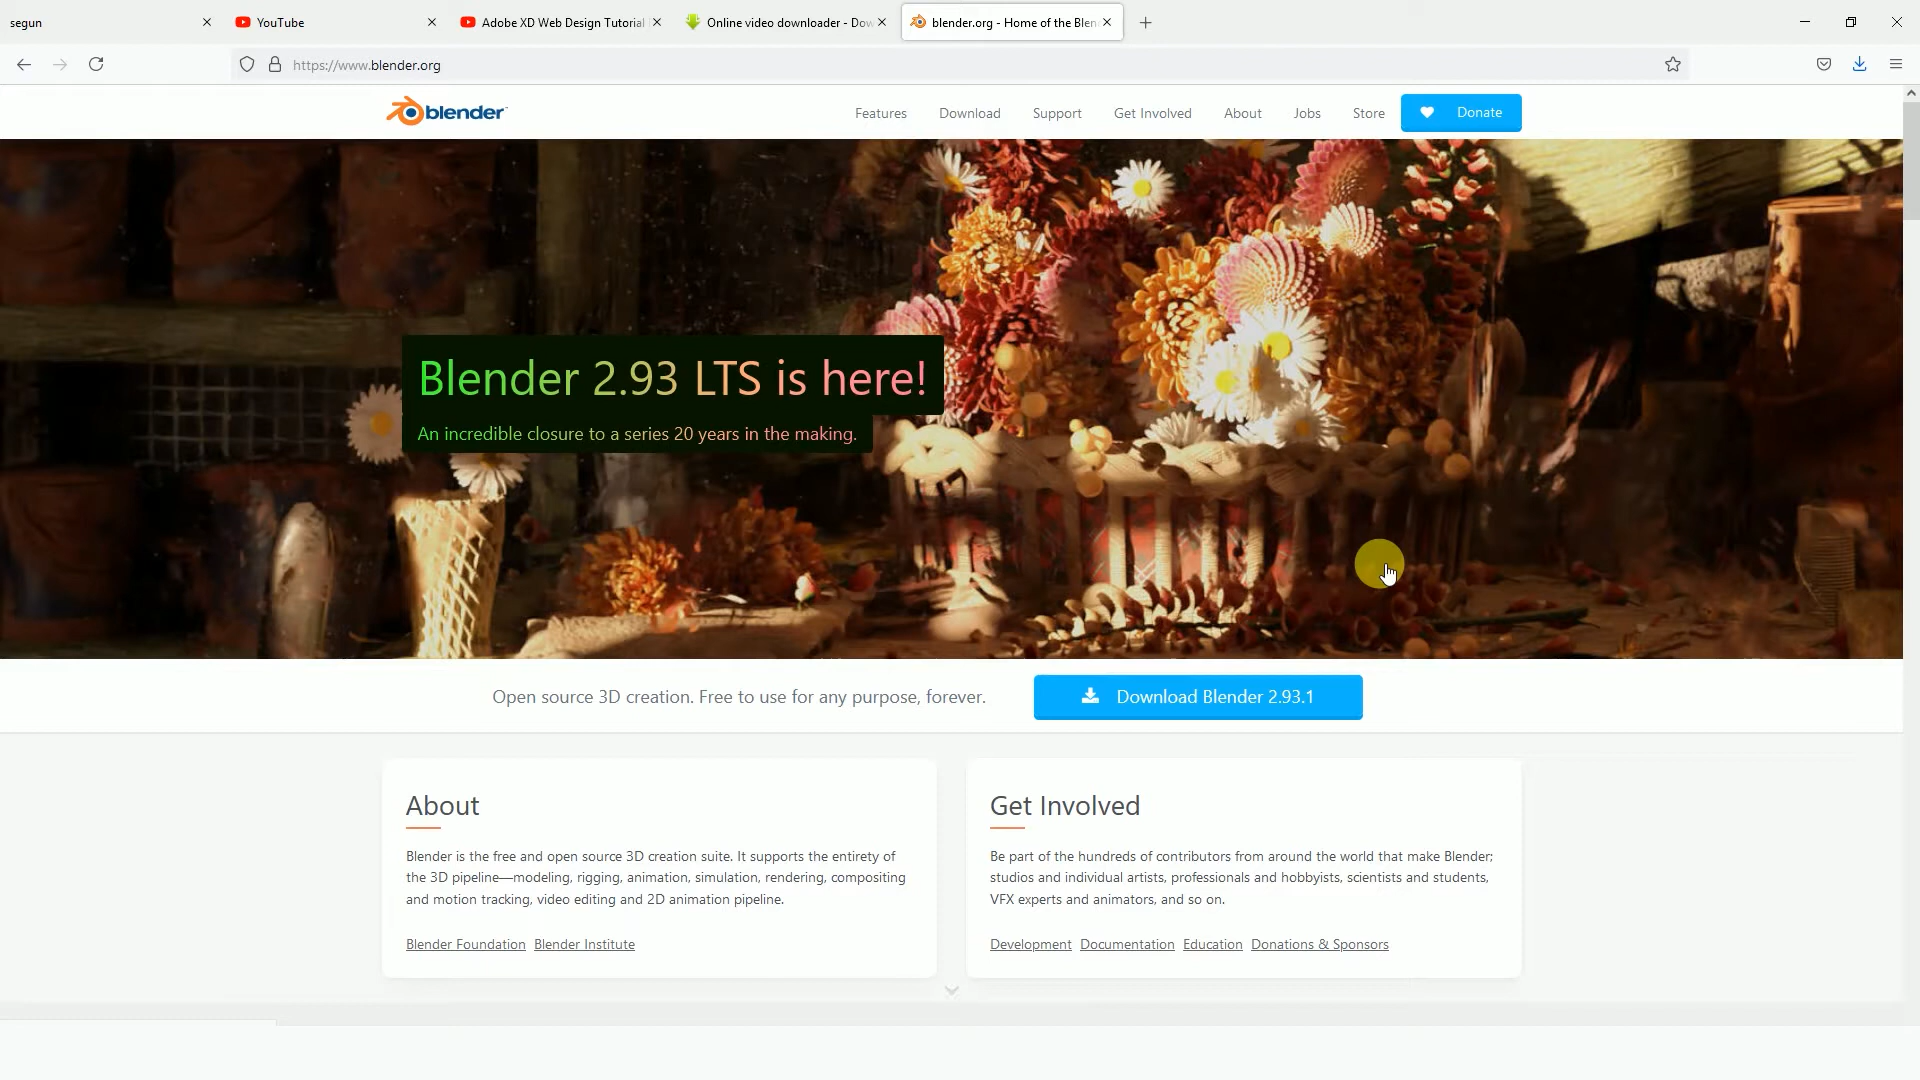 segun
YouTube
Adobe XD Web Design Tutorial
Online video downloader - Dow
blender.org - Home of the Blen
https://www.blender.org
blender
Features
Download
Support
Get Involved
About
Jobs
Store
Donate
Blender 2.93 LTS is here!
An incredible closure to a series 20 years in the making.
Open source 3D creation. Free to use for any purpose, forever.
Download Blender 2.93.1
About
Blender is the free and open source 3D creation suite. It supports the entirety of
the 3D pipeline—modeling, rigging, animation, simulation, rendering, compositing
and motion tracking, video editing and 2D animation pipeline.
Blender Foundation Blender Institute
Get Involved
Be part of the hundreds of contributors from around the world that make Blender;
studios and individual artists, professionals and hobbyists, scientists and students,
VFX experts and animators, and so on.
Development Documentation Education Donations & Sponsors